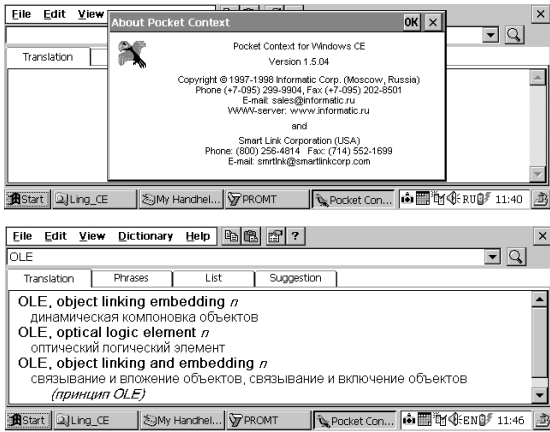 File Edit View
About Pocket Context OK ×
Translation
Pocket Context for Windows CE
Version 1.5.04
Copyright © 1997-1998 Informatic Corp. (Moscow, Russia)
Phone (+7-095) 299-9904, Fax (+7-095) 202-8501
E-mail: sales@informatic.ru
WWW-server: www.informatic.ru
and
Smart Link Corporation (USA)
Phone: (800) 256-4814 Fax: (714) 552-1699
E-mail: smrtlnk@smartlinkcorp.com
Start Ling_CE My Handhel... PROMT Pocket Con... RU 11:40
File Edit View Dictionary Help ? ×
OLE
Translation Phrases List Suggestion
OLE, object linking embedding n
динамическая компоновка объектов
OLE, optical logic element n
оптический логический элемент
OLE, object linking and embedding n
связывание и вложение объектов, связывание и включение объектов
(принцип OLE)
Start Ling_CE My Handhel... PROMT Pocket Con... EN 11:46